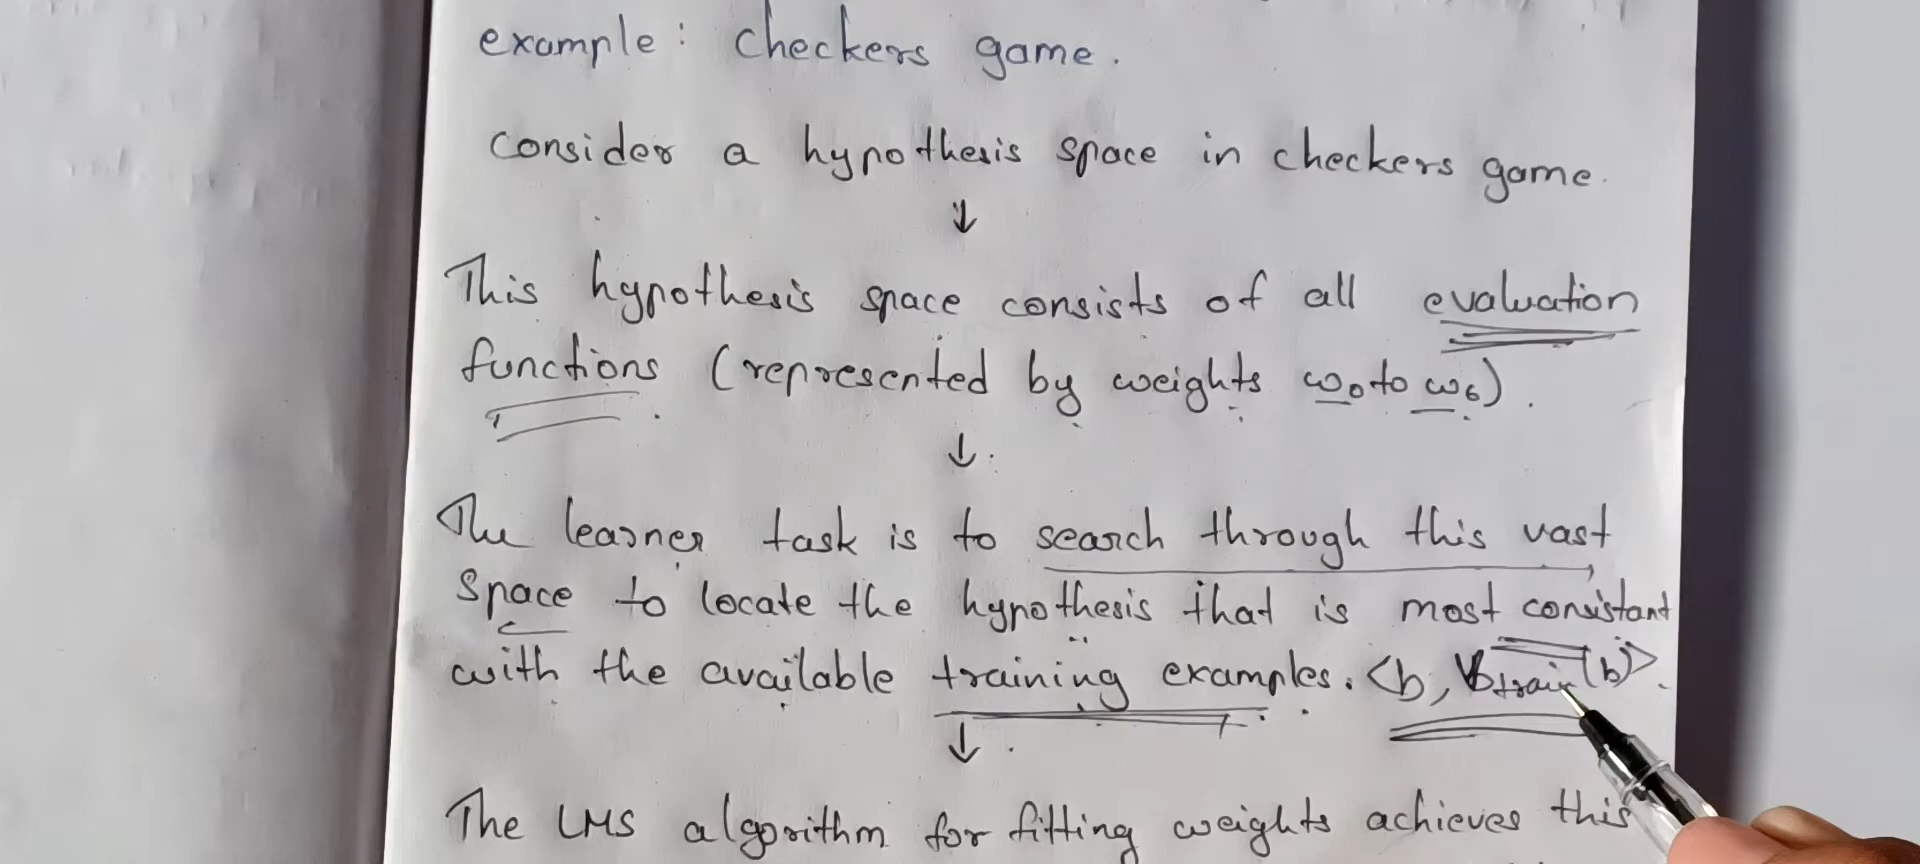 example: checkers game.
consider a hypothesis space in checkers game.
↓
This hypothesis space consists of all evaluation
functions (represented by weights w₀ to w₆).
↓
The learner task is to search through this vast
space to locate the hypothesis that is most consistant
with the available training examples. <b, Vtrain(b)>.
↓
The LMS algorithm for fitting weights achieves this